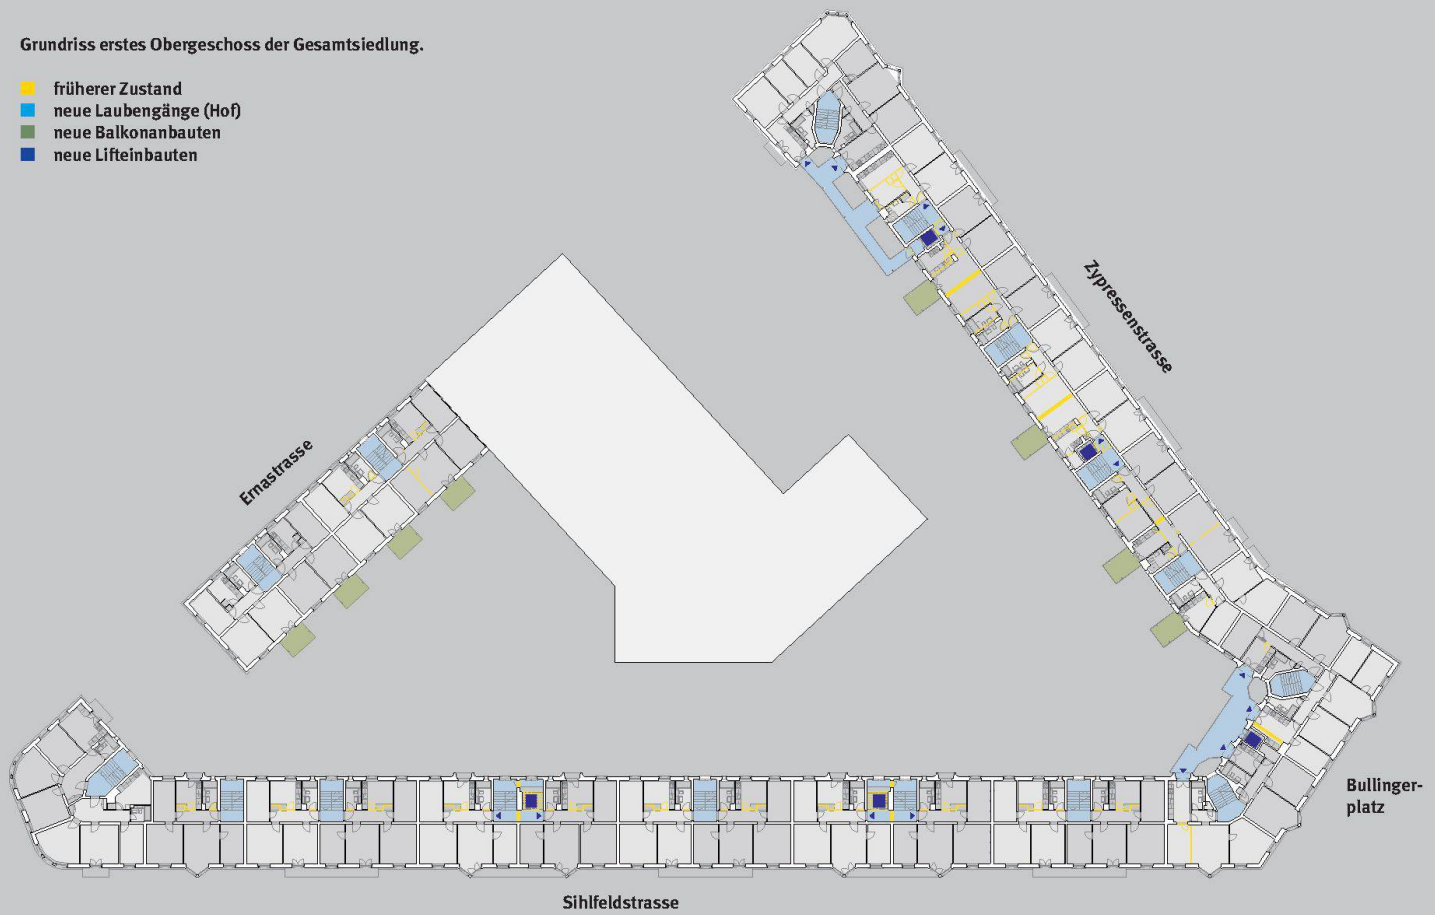 Grundriss erstes Obergeschoss der Gesamtsiedlung.
früherer Zustand
neue Laubengänge (Hof)
neue Balkonanbauten
neue Lifteinbauten
Zypressenstrasse
Ernastrasse
Bullinger-
platz
Sihlfeldstrasse